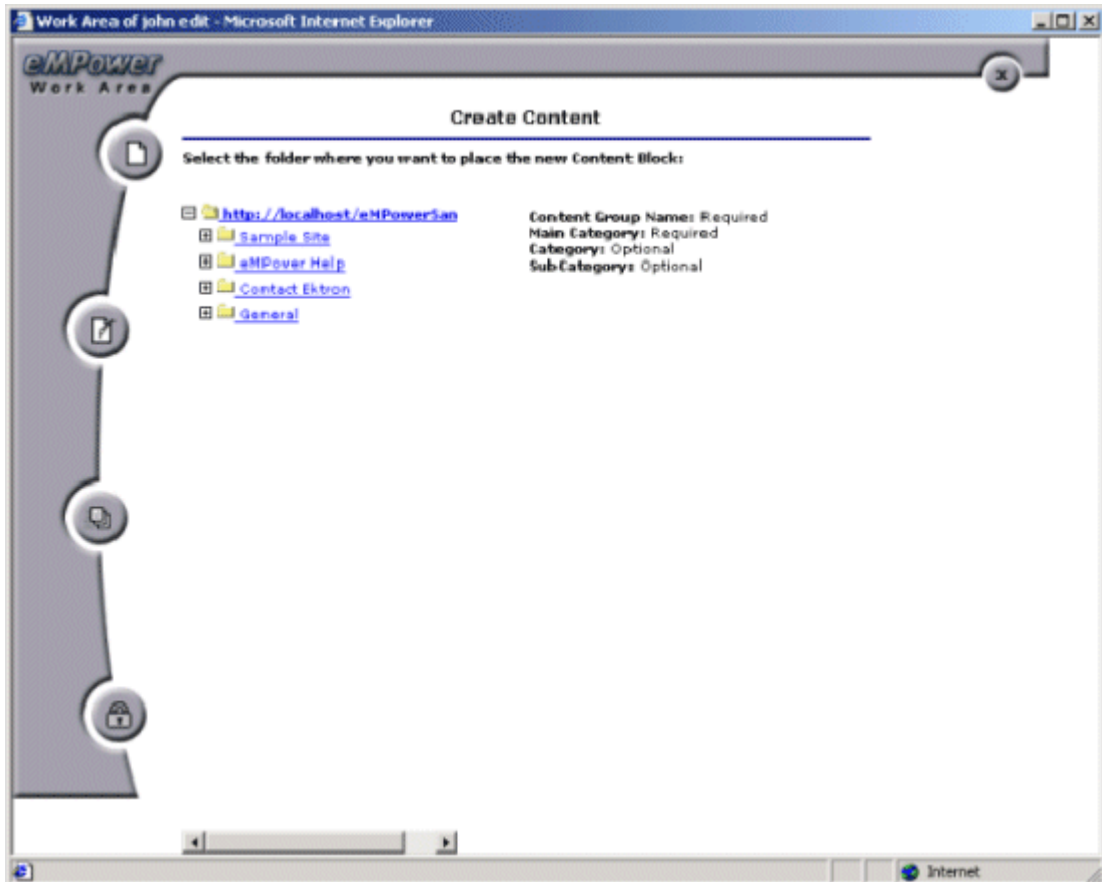 Work Area of john edit - Microsoft Internet Explorer
eMPower
Work Area
x
Create Content
Select the folder where you want to place the new Content Block:
http://localhost/eMPowerSan
Sample Site
eMPower Help
Contact Ektron
General
Content Group Name: Required
Main Category: Required
Category: Optional
SubCategory: Optional
Internet